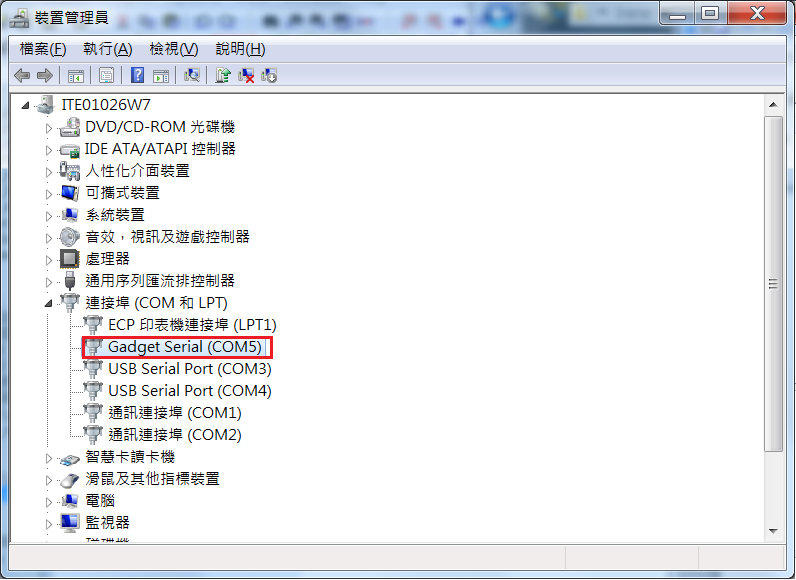 裝置管理員
檔案(F) 執行(A) 檢視(V) 說明(H)
ITE01026W7
DVD/CD-ROM 光碟機
IDE ATA/ATAPI 控制器
人性化介面裝置
可攜式裝置
系統裝置
音效，視訊及遊戲控制器
處理器
通用序列匯流排控制器
連接埠 (COM 和 LPT)
ECP 印表機連接埠 (LPT1)
Gadget Serial (COM5)
USB Serial Port (COM3)
USB Serial Port (COM4)
通訊連接埠 (COM1)
通訊連接埠 (COM2)
智慧卡讀卡機
滑鼠及其他指標裝置
電腦
監視器